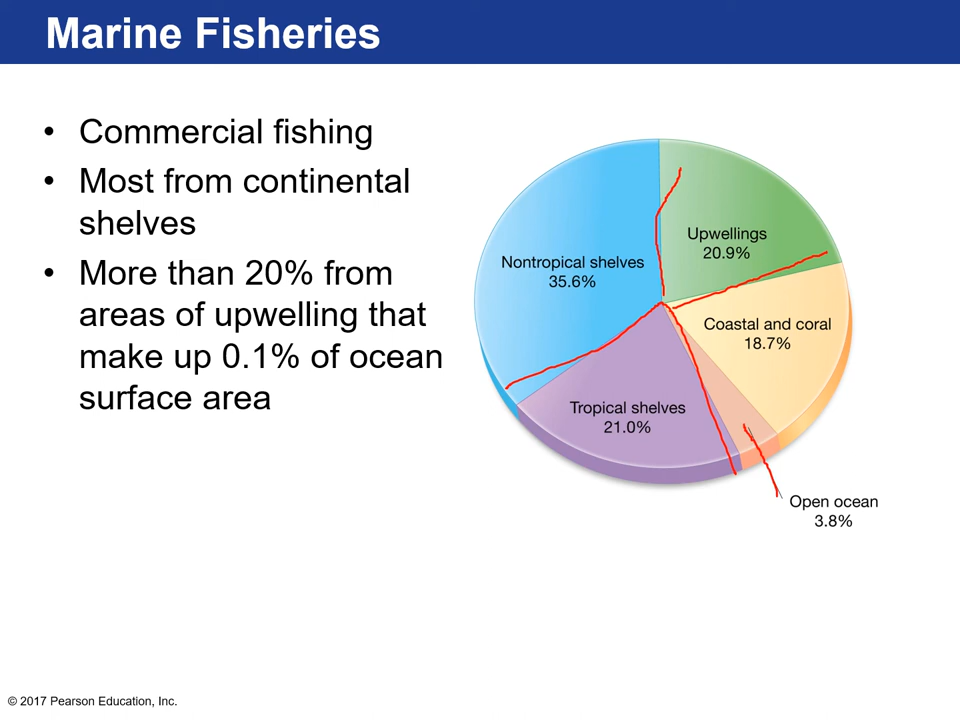 Marine Fisheries
• Commercial fishing
• Most from continental
shelves
• More than 20% from
areas of upwelling that
make up 0.1% of ocean
surface area
Upwellings
20.9%
Nontropical shelves
35.6%
Coastal and coral
18.7%
Tropical shelves
21.0%
Open ocean
3.8%
© 2017 Pearson Education, Inc.